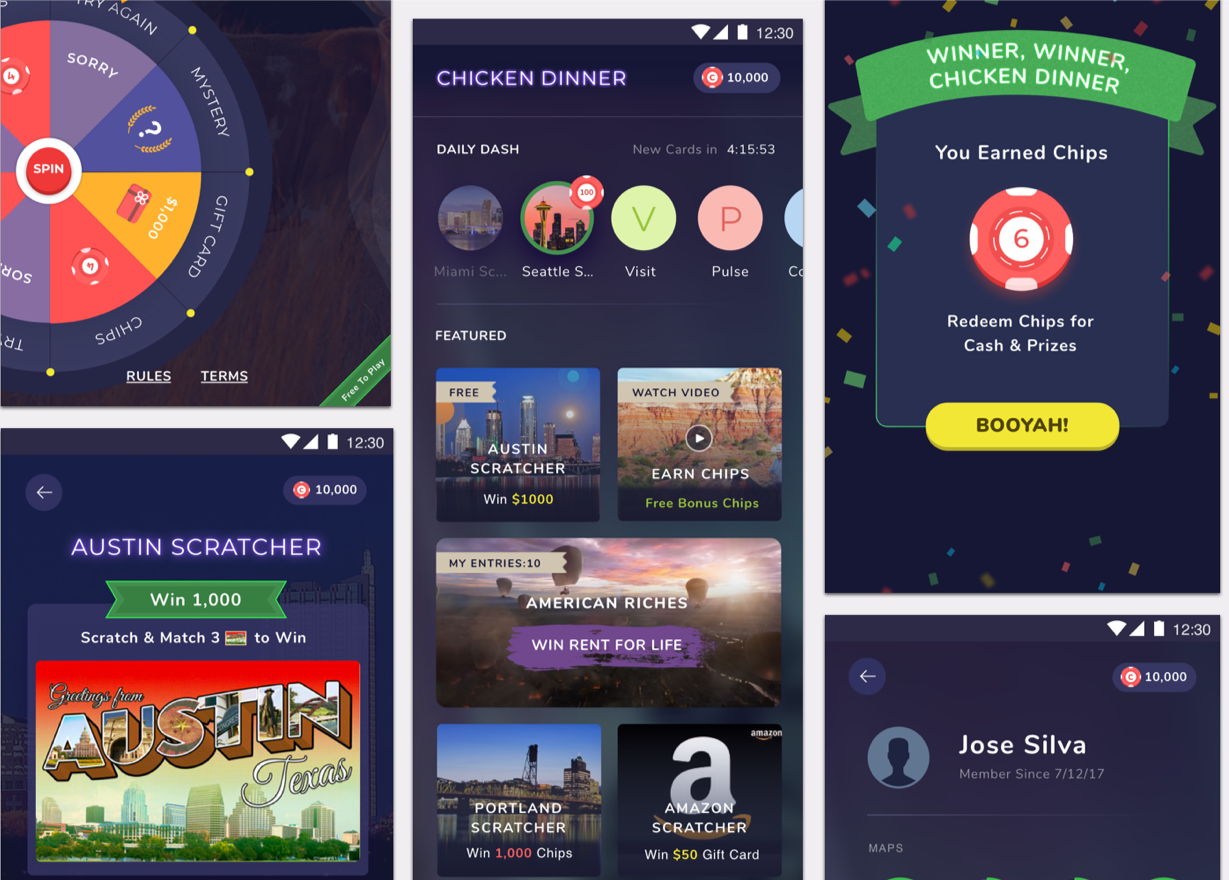 TRY AGAIN
SORRY
MYSTERY
?
4
SPIN
$1,000
GIFT CARD
4
CHIPS
RULES
TERMS
Free To Play
12:30
10,000
AUSTIN SCRATCHER
Win 1,000
Scratch & Match 3 to Win
Greetings from
AUSTIN
Texas
12:30
CHICKEN DINNER
C 10,000
DAILY DASH
New Cards in 4:15:53
100
V
P
Miami Sc...
Seattle S...
Visit
Pulse
Co
FEATURED
FREE
AUSTIN
SCRATCHER
Win $1000
WATCH VIDEO
EARN CHIPS
Free Bonus Chips
MY ENTRIES:10
AMERICAN RICHES
WIN RENT FOR LIFE
PORTLAND
SCRATCHER
Win 1,000 Chips
amazon
a
AMAZON
SCRATCHER
Win $50 Gift Card
WINNER, WINNER,
CHICKEN DINNER
You Earned Chips
6
Redeem Chips for
Cash & Prizes
BOOYAH!
12:30
C 10,000
Jose Silva
Member Since 7/12/17
MAPS